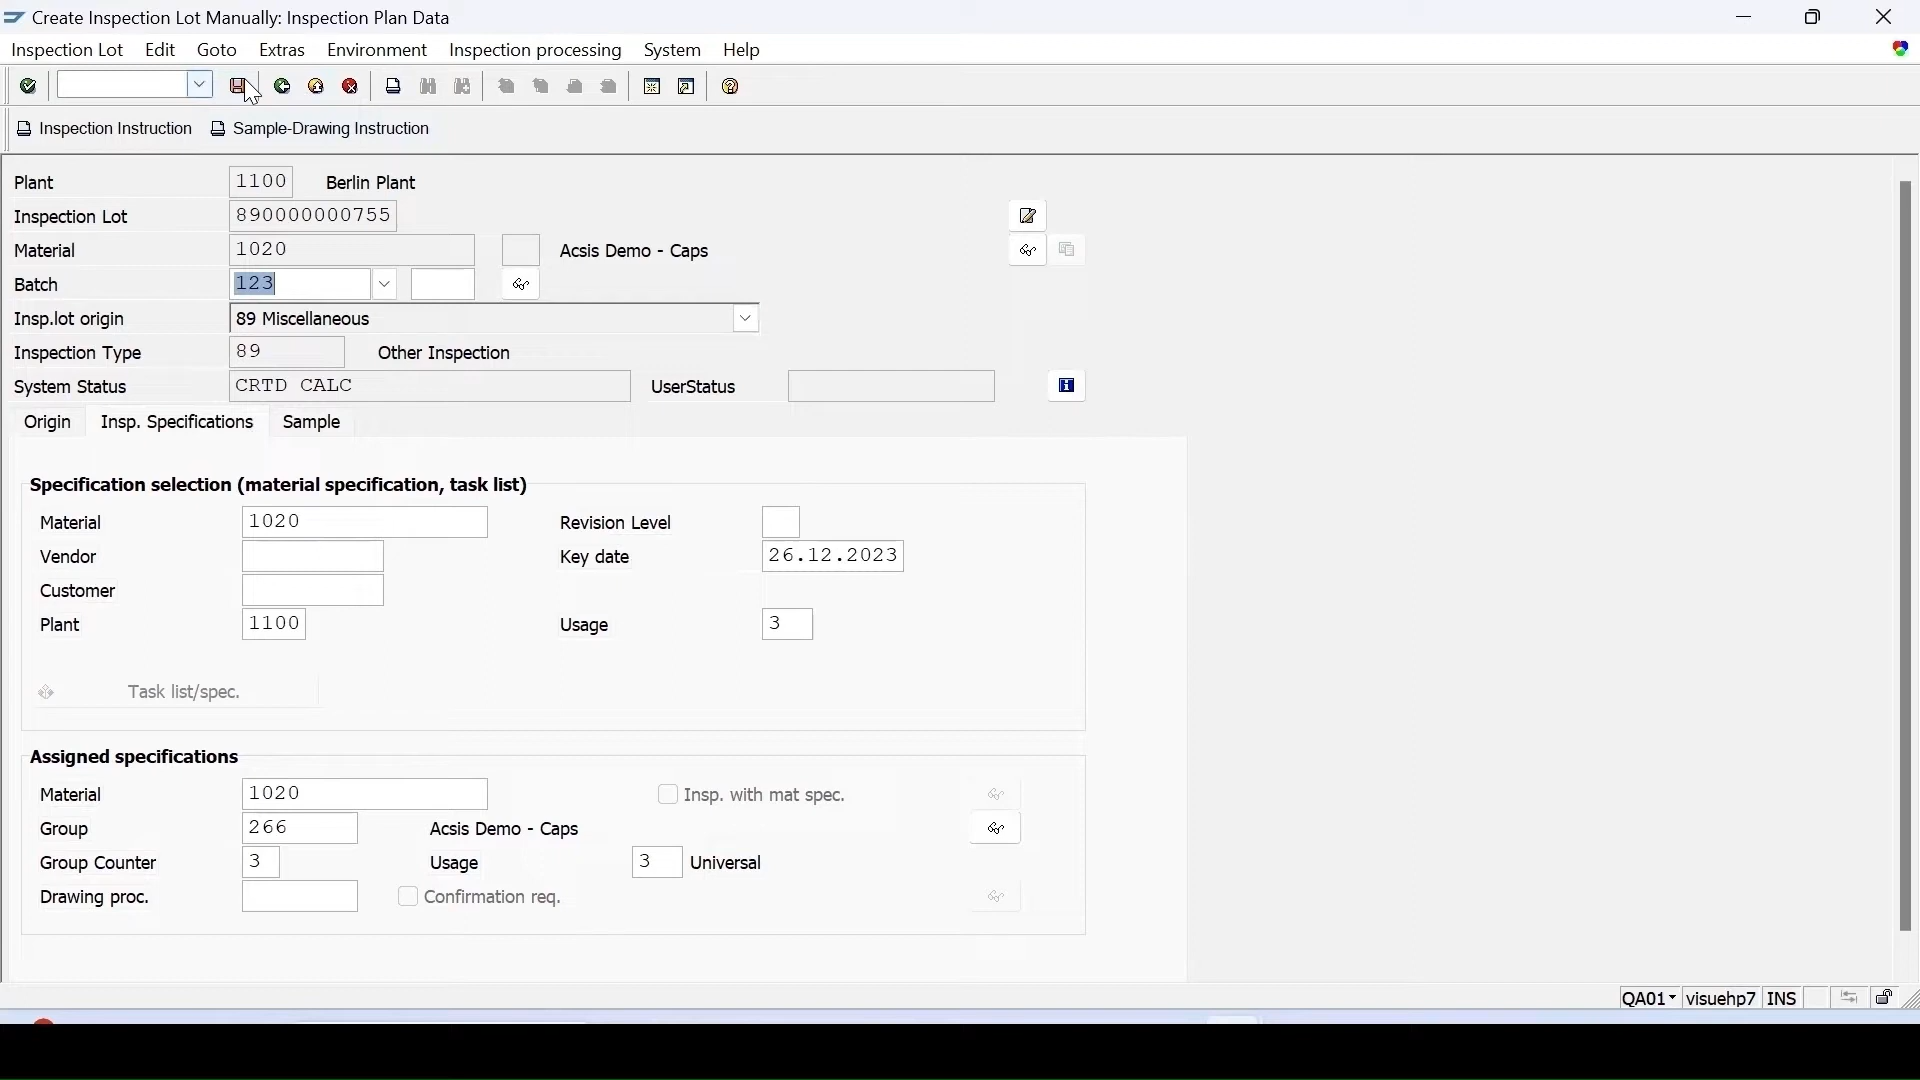 Create Inspection Lot Manually: Inspection Plan Data
Inspection Lot Edit Goto Extras Environment Inspection processing System Help
Inspection Instruction Sample-Drawing Instruction
Plant 1100 Berlin Plant
Inspection Lot 890000000755
Material 1020 Acsis Demo - Caps
Batch 123
Insp.lot origin 89 Miscellaneous
Inspection Type 89 Other Inspection
System Status CRTD CALC UserStatus
Origin Insp. Specifications Sample
Specification selection (material specification, task list)
Material 1020 Revision Level
Vendor Key date 26.12.2023
Customer
Plant 1100 Usage 3
Task list/spec.
Assigned specifications
Material 1020 Insp. with mat spec.
Group 266 Acsis Demo - Caps
Group Counter 3 Usage 3 Universal
Drawing proc. Confirmation req.
QA01 visuehp7 INS